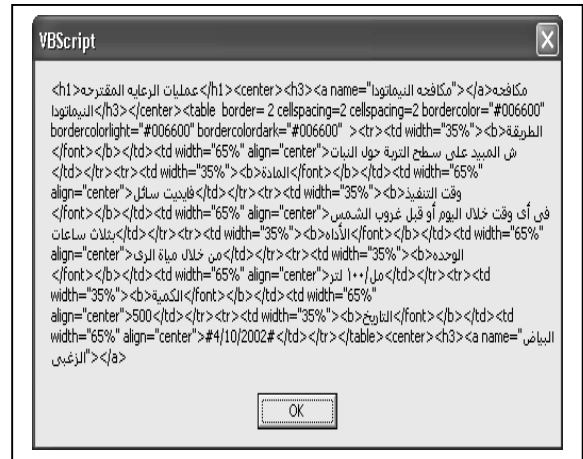 VBScript
<h1>عمليات الرعايه المقترحه</h1><center><h3><a name="مكافحه النيماتودا"></a>مكافحه
النيماتودا</h3></center><table border= 2 cellspacing=2 cellspacing=2 bordercolor="#006600"
bordercolorlight="#006600" bordercolordark="#006600" ><tr><td width="35%"><b>الطريقة
</font></b></td><td width="65%" align="center">ش المبيد على سطح التربة حول النبات
</td></tr><tr><td width="35%"><b>المادة</font></b></td><td width="65%"
align="center">فايديت سائل</td></tr><tr><td width="35%"><b>وقت التنفيذ
</font></b></td><td width="65%" align="center">فى أى وقت خلال اليوم أو قبل غروب الشمس
بثلاث ساعات</td></tr><tr><td width="35%"><b>الأداه</font></b></td><td width="65%"
align="center">من خلال مياة الرى</td></tr><tr><td width="35%"><b>الوحده
</font></b></td><td width="65%" align="center">مل/١٠٠ لتر</td></tr><tr><td
width="35%"><b>الكمية</font></b></td><td width="65%"
align="center">500</td></tr><tr><td width="35%"><b>التاريخ</font></b></td><td
width="65%" align="center">#4/10/2002#</td></tr></table><center><h3><a name="البياض
الزغبى"></a>
OK